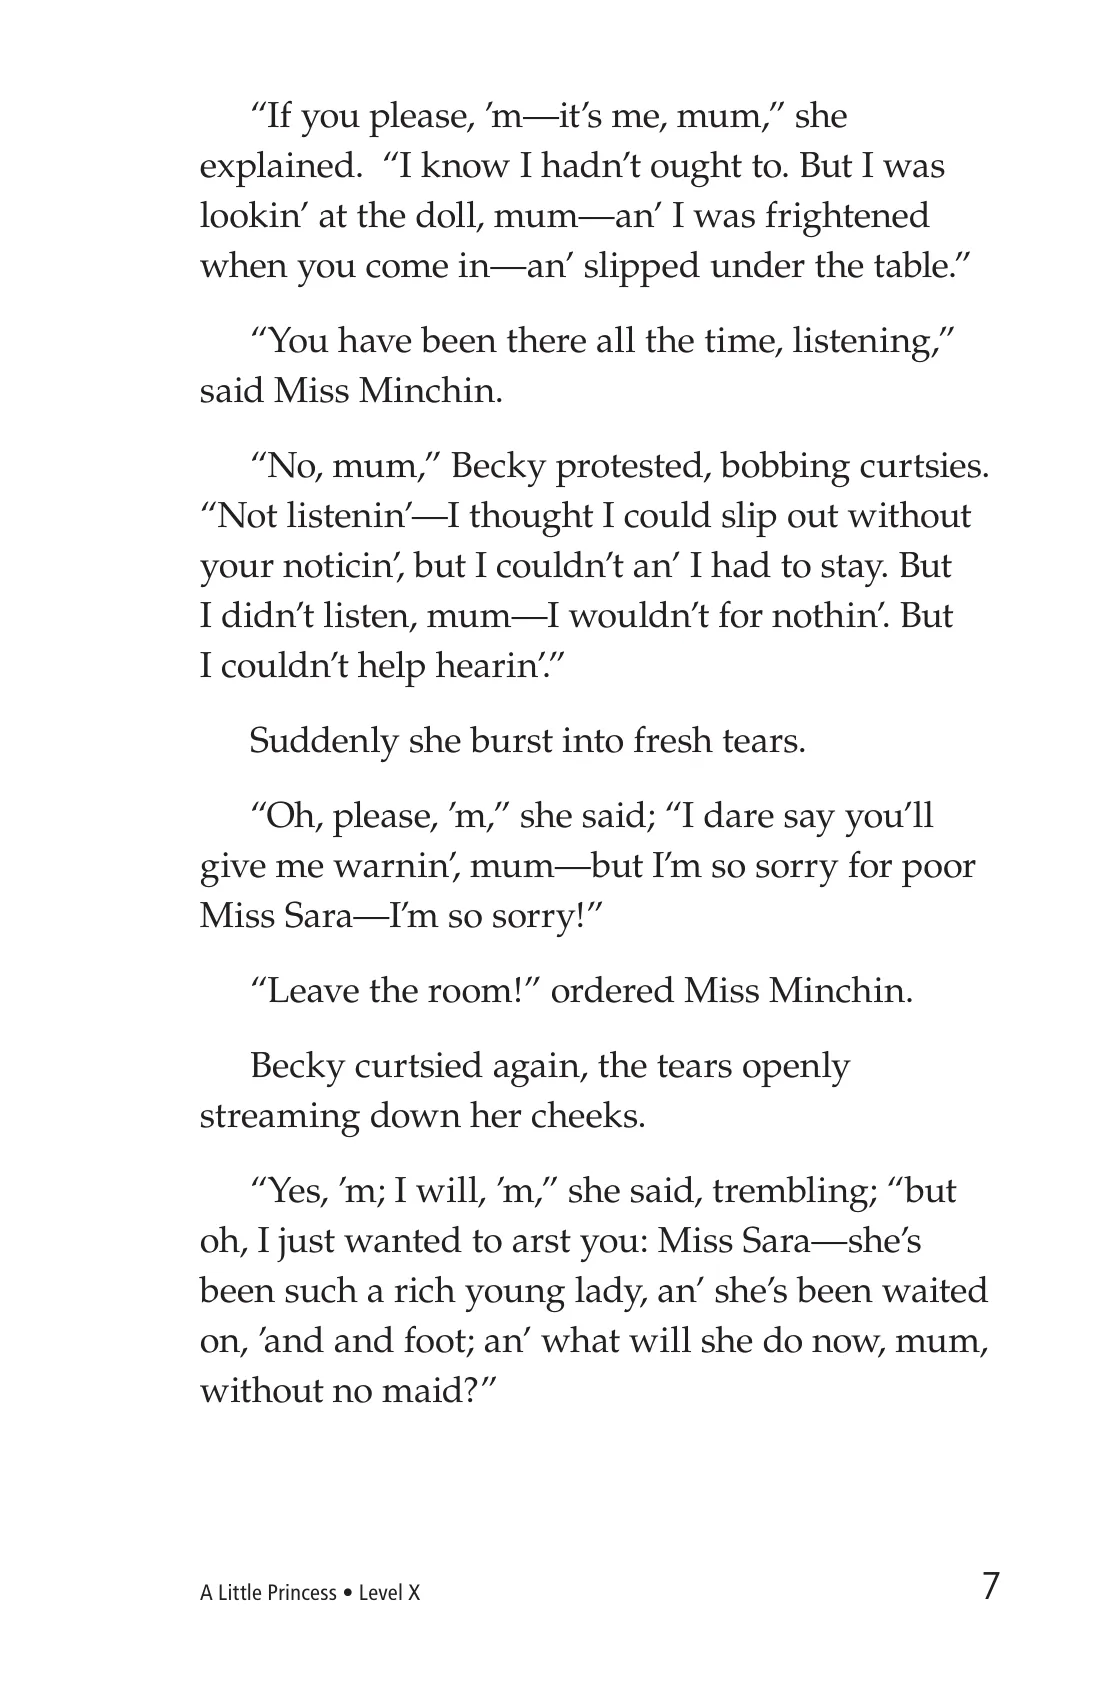 “If you please, ’m—it’s me, mum,” she
explained.  “I know I hadn’t ought to. But I was
lookin’ at the doll, mum—an’ I was frightened
when you come in—an’ slipped under the table.”
“You have been there all the time, listening,”
said Miss Minchin.
“No, mum,” Becky protested, bobbing curtsies.
“Not listenin’—I thought I could slip out without
your noticin’, but I couldn’t an’ I had to stay. But
I didn’t listen, mum—I wouldn’t for nothin’. But
I couldn’t help hearin’.”
Suddenly she burst into fresh tears.
“Oh, please, ’m,” she said; “I dare say you’ll
give me warnin’, mum—but I’m so sorry for poor
Miss Sara—I’m so sorry!”
“Leave the room!” ordered Miss Minchin.
Becky curtsied again, the tears openly
streaming down her cheeks.
“Yes, ’m; I will, ’m,” she said, trembling; “but
oh, I just wanted to arst you: Miss Sara—she’s
been such a rich young lady, an’ she’s been waited
on, ’and and foot; an’ what will she do now, mum,
without no maid?”
A Little Princess • Level X
7